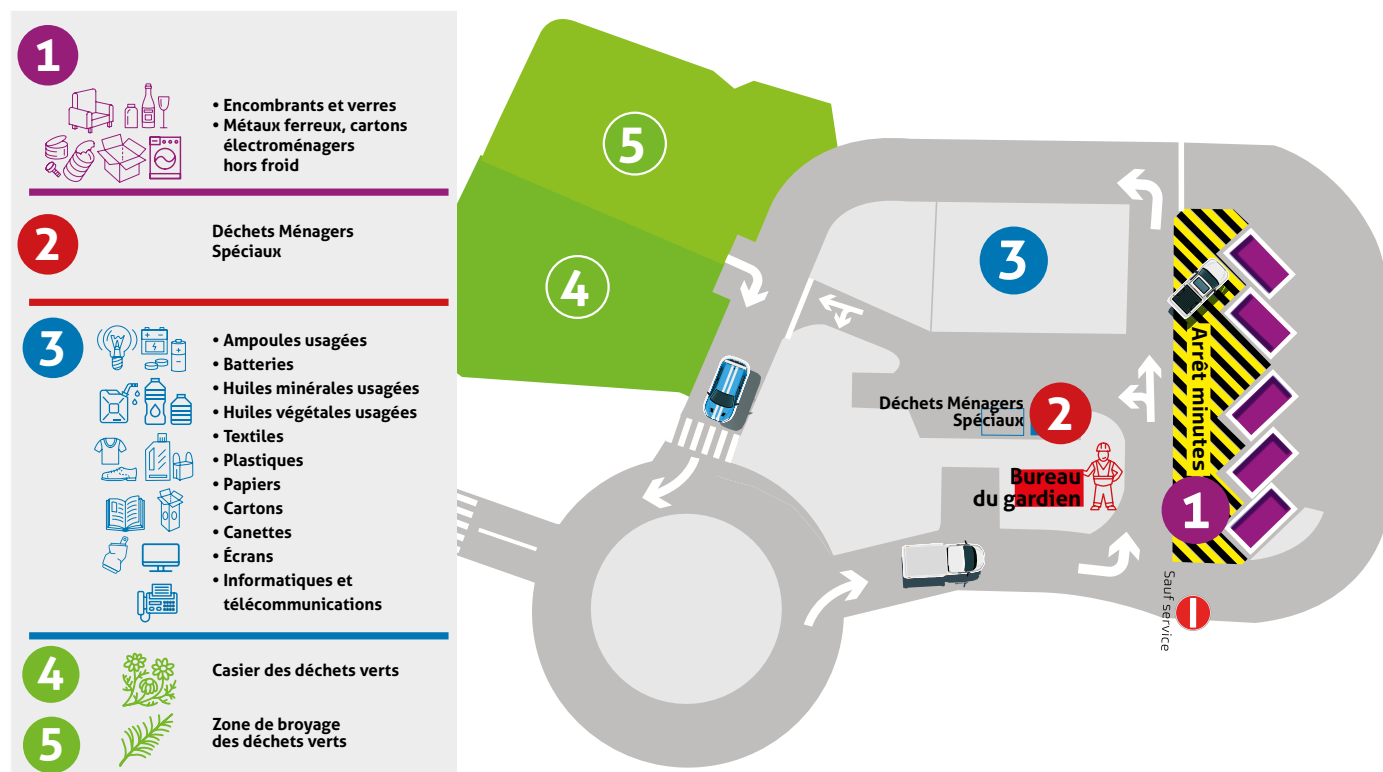 1
• Encombrants et verres
• Métaux ferreux, cartons
électroménagers
hors froid
2
Déchets Ménagers
Spéciaux
3
• Ampoules usagées
• Batteries
• Huiles minérales usagées
• Huiles végétales usagées
• Textiles
• Plastiques
• Papiers
• Cartons
• Canettes
• Écrans
• Informatiques et
télécommunications
4
Casier des déchets verts
5
Zone de broyage
des déchets verts
5
4
3
Déchets Ménagers
Spéciaux
2
Bureau
du gardien
Arrêt minutes
1
Sauf service